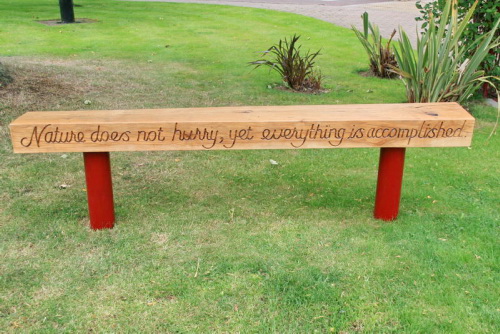 Nature does not hurry, yet everything is accomplished.